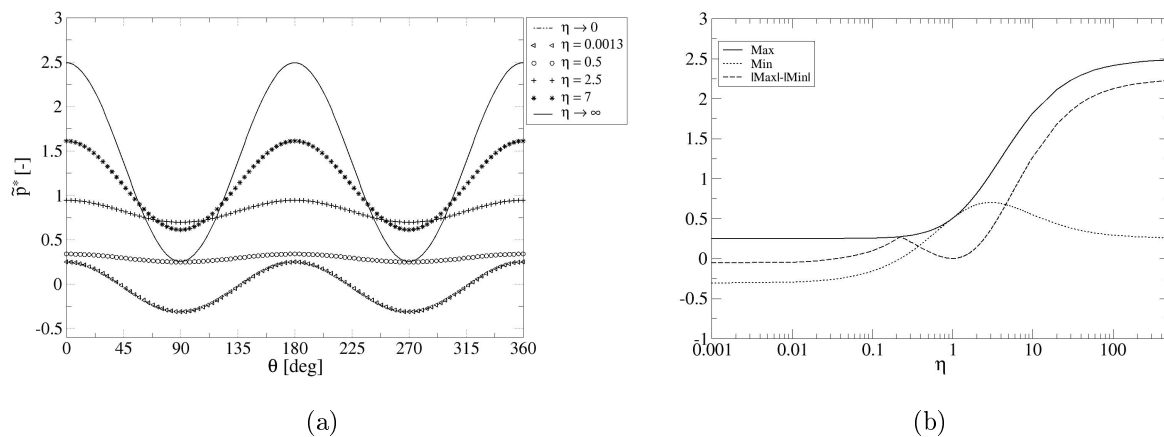 3
2.5
2
1.5
1
0.5
0
-0.5
p̃* [-]
0 45 90 135 180 225 270 315 360
θ [deg]
η → 0
η = 0.0013
η = 0.5
η = 2.5
η = 7
η → ∞
(a)
3
2.5
2
1.5
1
0.5
0
-0.5
-1
0.001 0.01 0.1 1 10 100
η
Max
Min
|Max|-|Min|
(b)